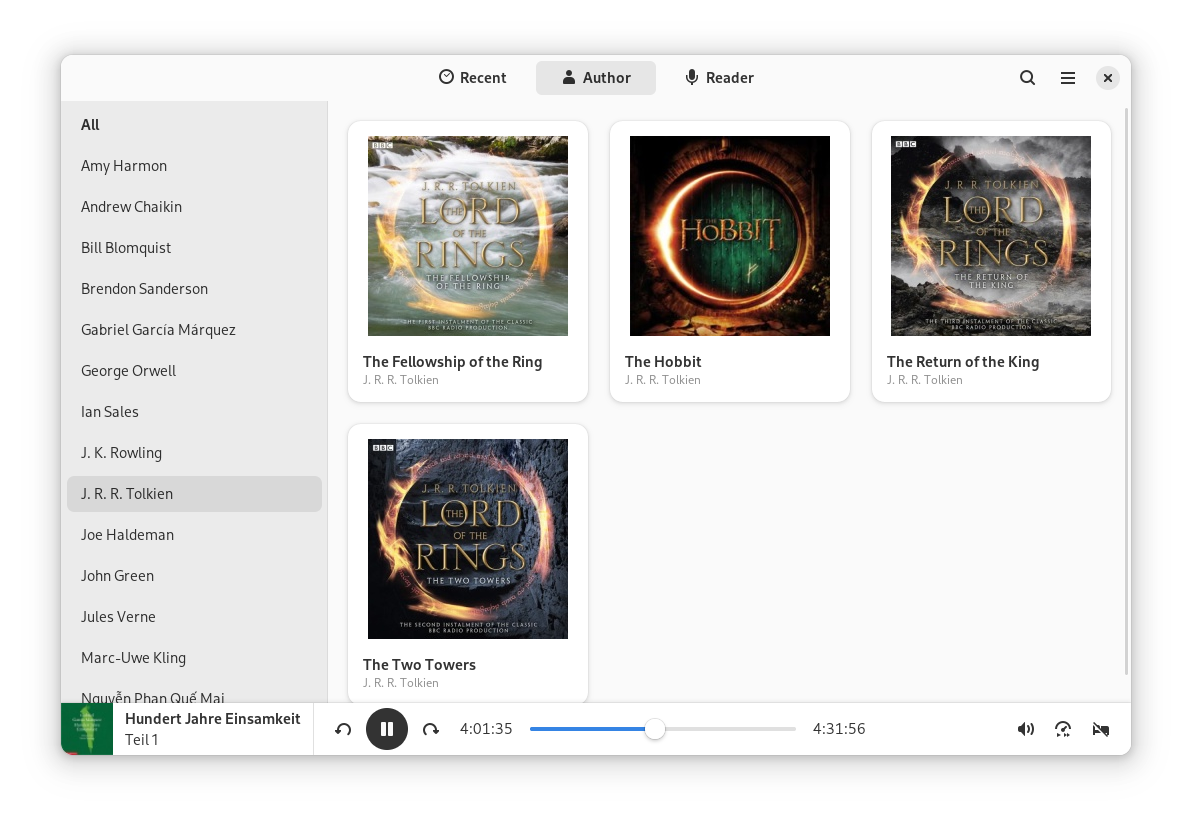 Recent
Author
Reader
All
Amy Harmon
Andrew Chaikin
Bill Blomquist
Brendon Sanderson
Gabriel García Márquez
George Orwell
Ian Sales
J. K. Rowling
J. R. R. Tolkien
Joe Haldeman
John Green
Jules Verne
Marc-Uwe Kling
Nguyễn Phan Quế Mai
BBC
J. R. R. TOLKIEN
THE LORD
OF THE
RINGS
THE FELLOWSHIP
OF THE RING
THE FIRST INSTALMENT OF THE CLASSIC
BBC RADIO PRODUCTION
The Fellowship of the Ring
J. R. R. Tolkien
THE
HOBBIT
The Hobbit
J. R. R. Tolkien
BBC
J. R. R. TOLKIEN
THE LORD
OF THE
RINGS
THE RETURN OF
THE KING
THE THIRD INSTALMENT OF THE CLASSIC
BBC RADIO PRODUCTION
The Return of the King
J. R. R. Tolkien
BBC
J. R. R. TOLKIEN
THE LORD
OF THE
RINGS
THE TWO TOWERS
THE SECOND INSTALMENT OF THE CLASSIC
BBC RADIO PRODUCTION
The Two Towers
J. R. R. Tolkien
Hundert Jahre Einsamkeit
Teil 1
4:01:35
4:31:56